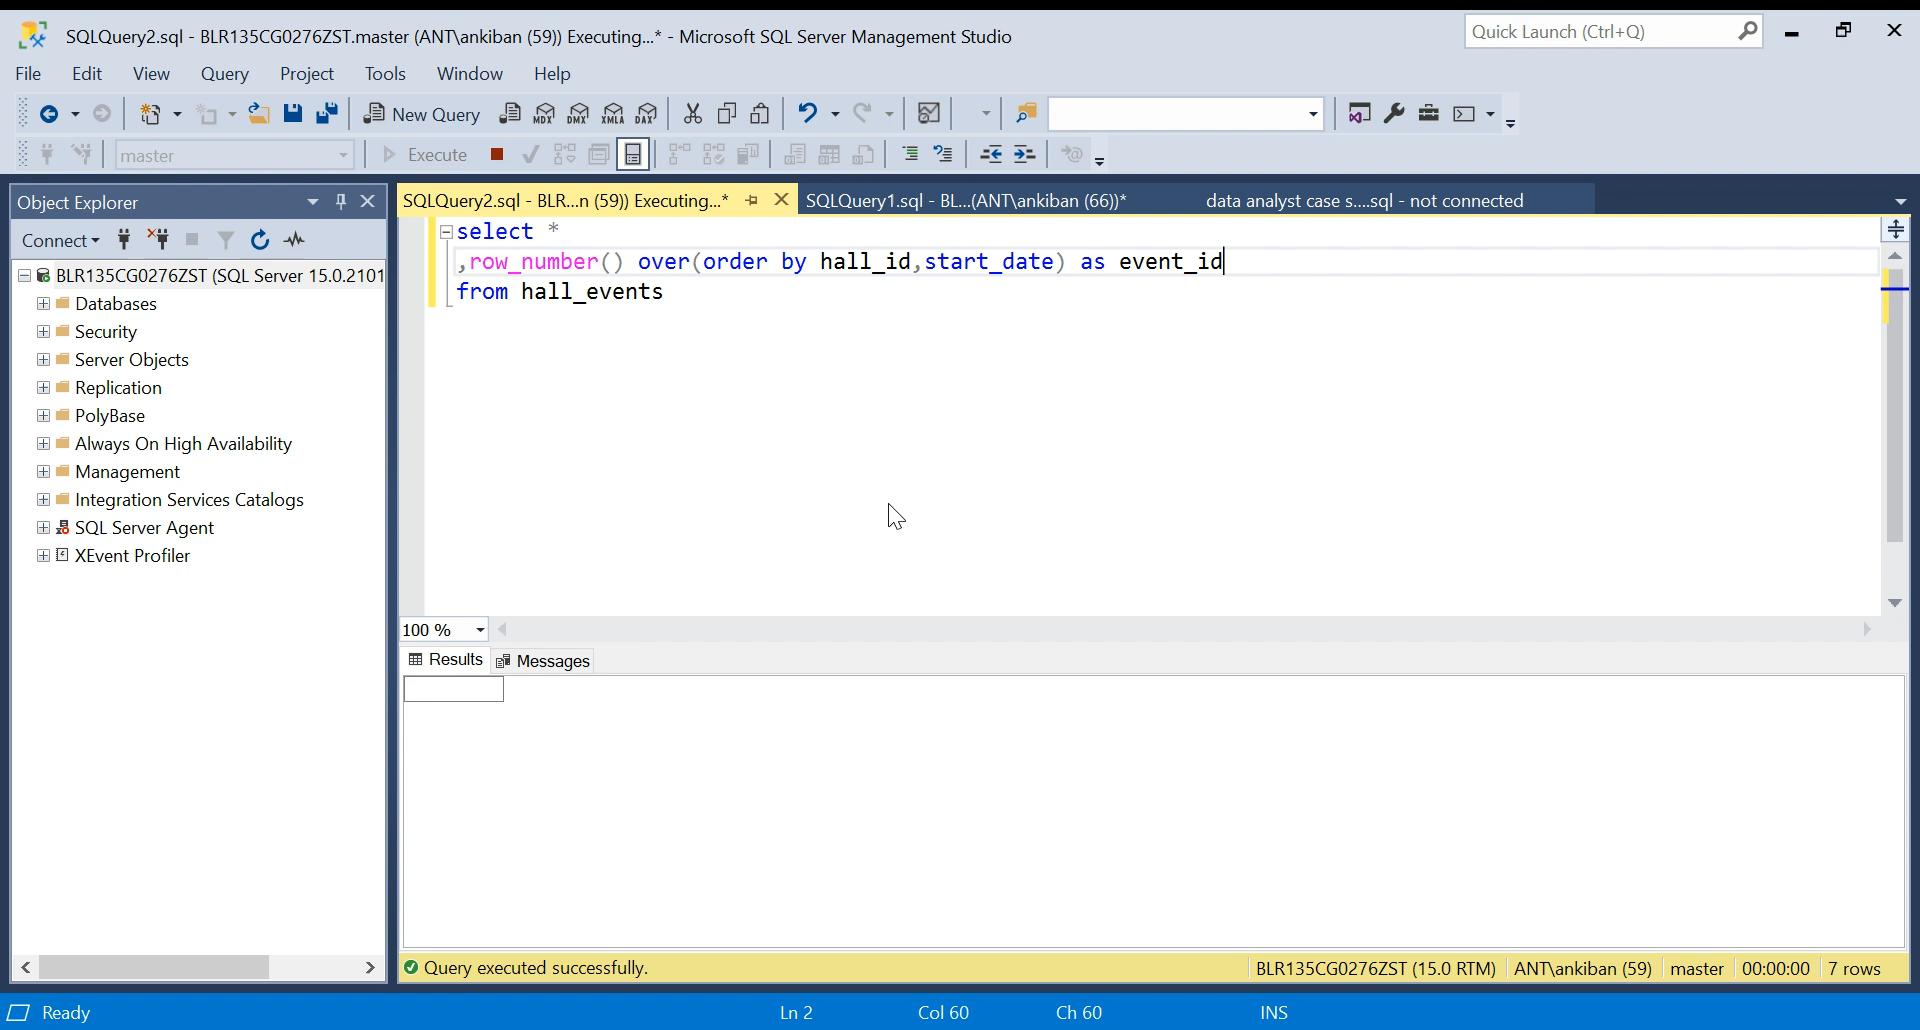 SQLQuery2.sql - BLR135CG0276ZST.master (ANT\ankiban (59)) Executing...* - Microsoft SQL Server Management Studio
Quick Launch (Ctrl+Q)
File Edit View Query Project Tools Window Help
New Query MDX DMX XMLA DAX
master Execute
Object Explorer
SQLQuery2.sql - BLR...n (59)) Executing...* SQLQuery1.sql - BL...(ANT\ankiban (66))* data analyst case s....sql - not connected
Connect
BLR135CG0276ZST (SQL Server 15.0.2101
Databases
Security
Server Objects
Replication
PolyBase
Always On High Availability
Management
Integration Services Catalogs
SQL Server Agent
XEvent Profiler
select *
,row_number() over(order by hall_id,start_date) as event_id
from hall_events
100 %
Results Messages
Query executed successfully. BLR135CG0276ZST (15.0 RTM) ANT\ankiban (59) master 00:00:00 7 rows
Ready Ln 2 Col 60 Ch 60 INS